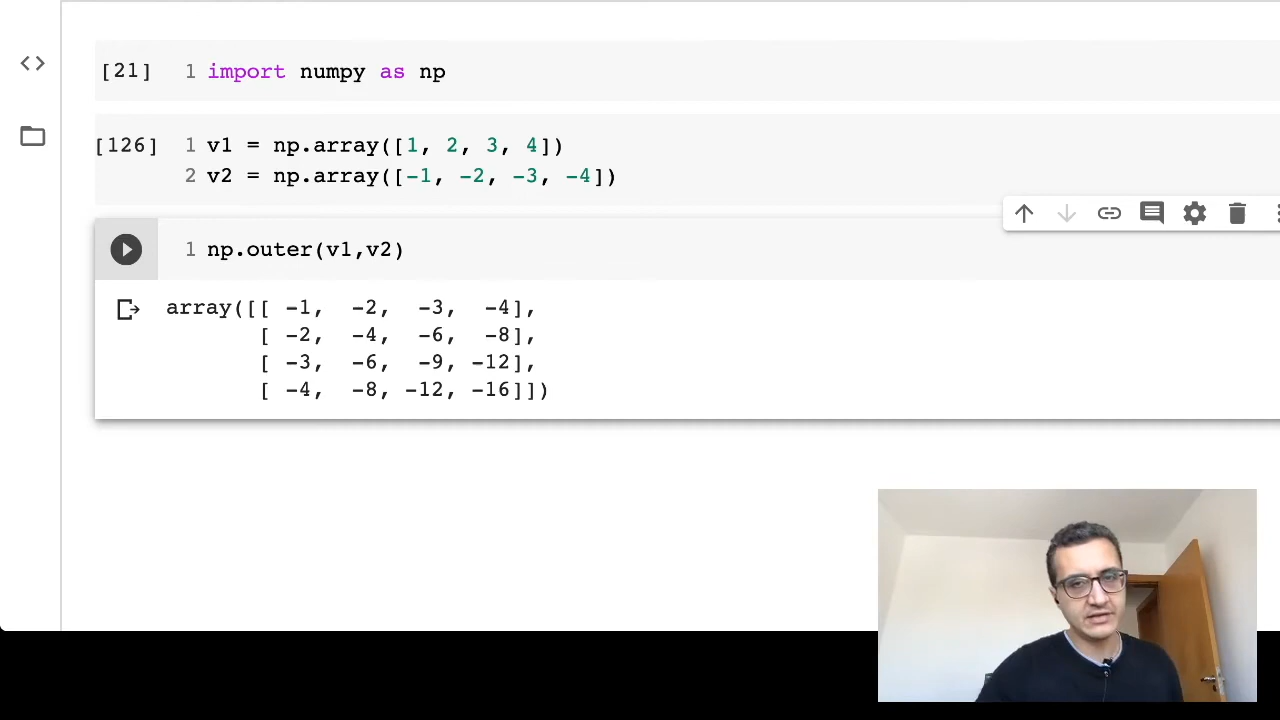 [21] 1 import numpy as np
[126] 1 v1 = np.array([1, 2, 3, 4])
2 v2 = np.array([-1, -2, -3, -4])
1 np.outer(v1,v2)
array([[ -1,  -2,  -3,  -4],
[ -2,  -4,  -6,  -8],
[ -3,  -6,  -9, -12],
[ -4,  -8, -12, -16]])